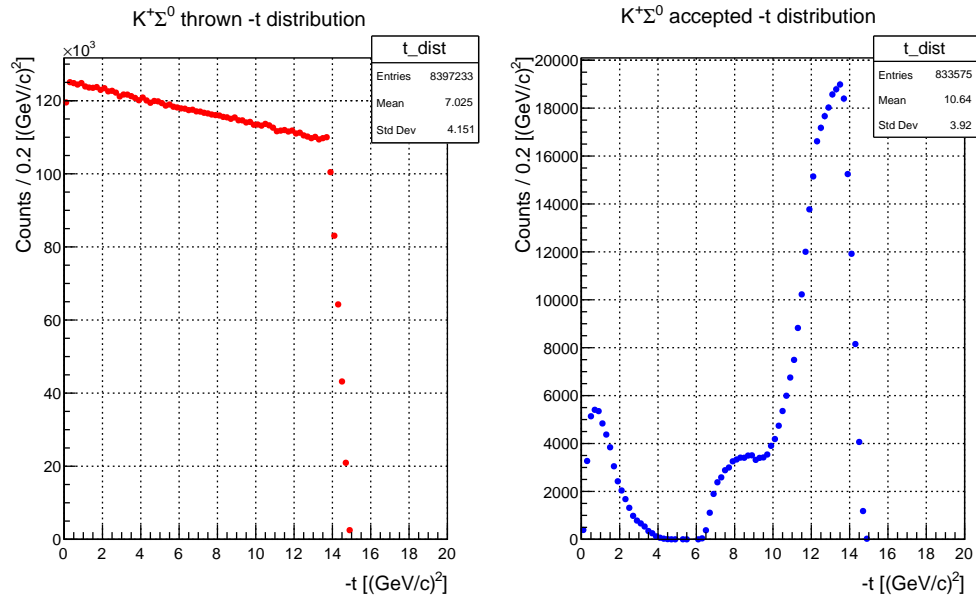 K⁺Σ⁰ thrown -t distribution
×10³
t_dist
Entries 8397233
Mean 7.025
Std Dev 4.151
Counts / 0.2 [(GeV/c)²]
120
100
80
60
40
20
0
0 2 4 6 8 10 12 14 16 18 20
-t [(GeV/c)²]
K⁺Σ⁰ accepted -t distribution
t_dist
Entries 833575
Mean 10.64
Std Dev 3.92
Counts / 0.2 [(GeV/c)²]
20000
18000
16000
14000
12000
10000
8000
6000
4000
2000
0
0 2 4 6 8 10 12 14 16 18 20
-t [(GeV/c)²]